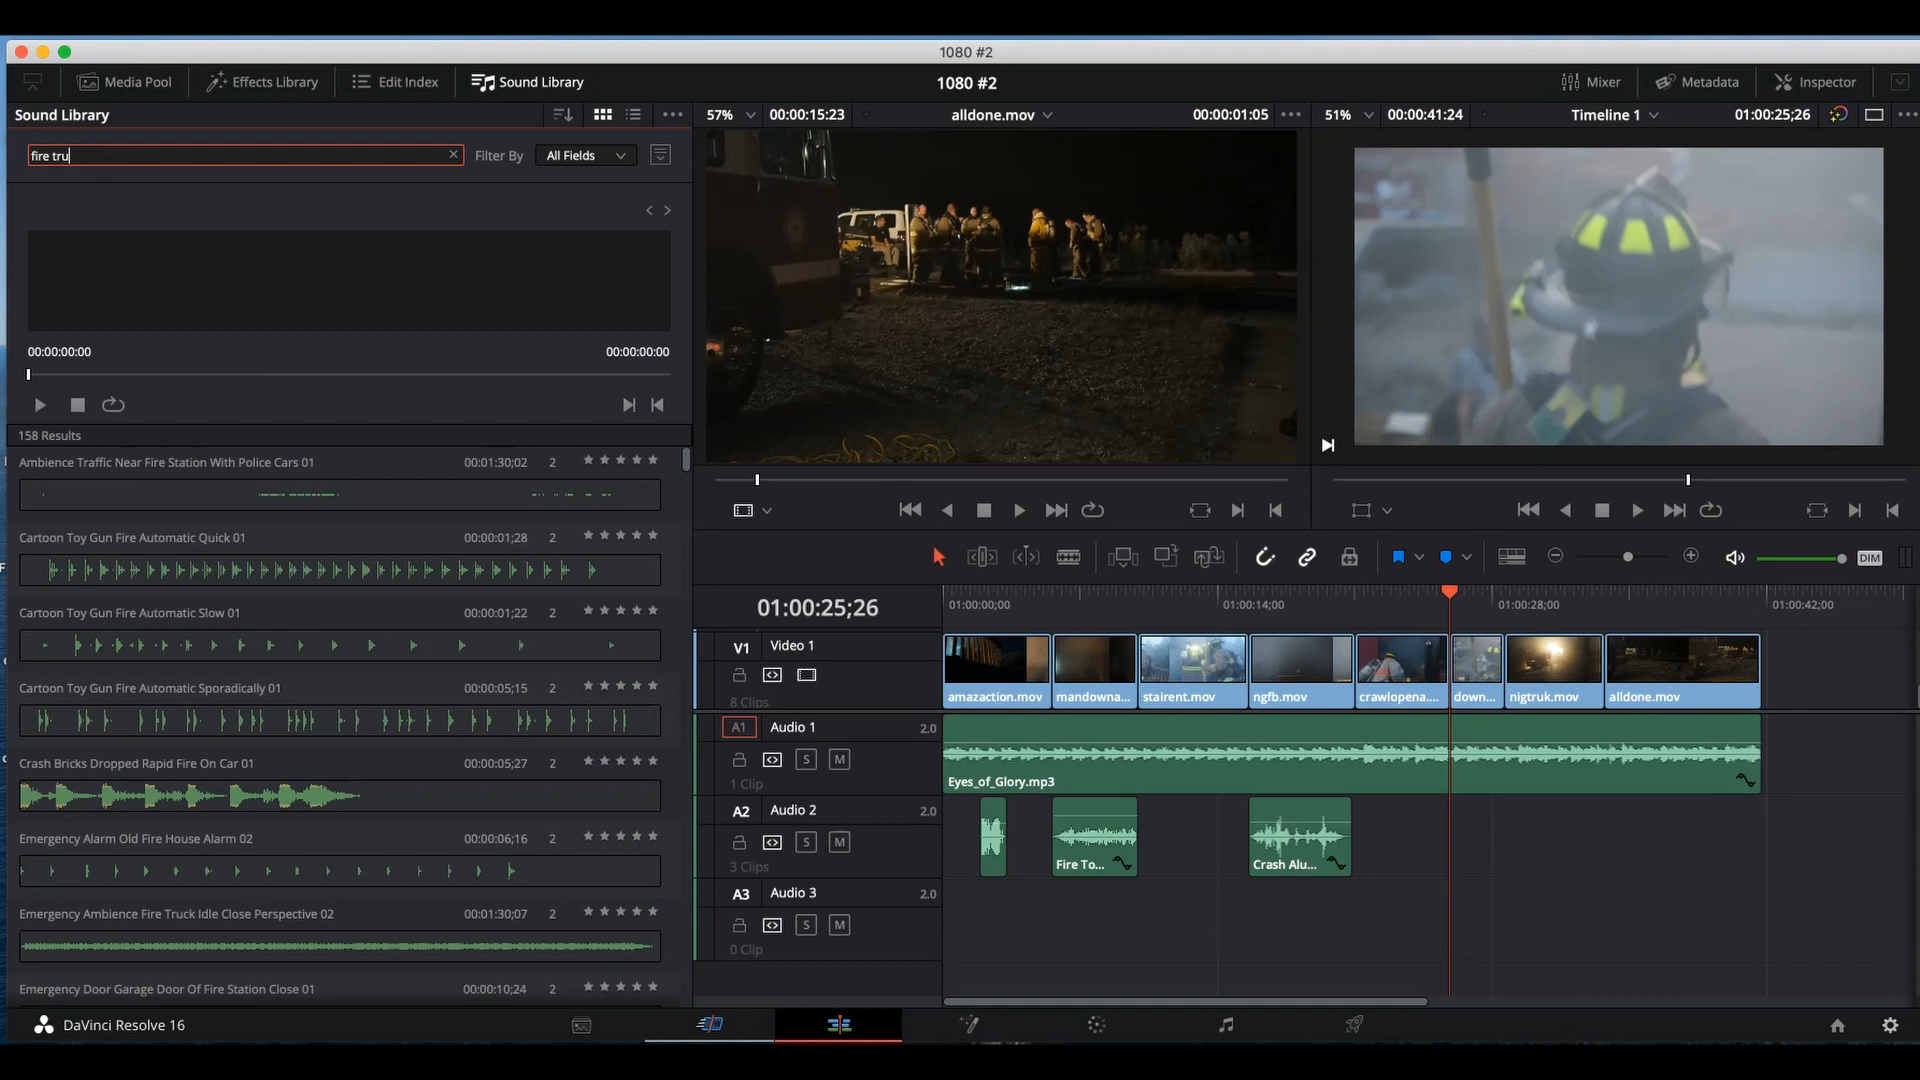 1080 #2
Media Pool
Effects Library
Edit Index
Sound Library
1080 #2
Mixer
Metadata
Inspector
Sound Library
57%
00:00:15:23
alldone.mov
00:00:01:05
51%
00:00:41:24
Timeline 1
01:00:25;26
fire tru
Filter By
All Fields
00:00:00:00
00:00:00:00
158 Results
Ambience Traffic Near Fire Station With Police Cars 01 00:01:30;02 2
Cartoon Toy Gun Fire Automatic Quick 01 00:00:01;28 2
Cartoon Toy Gun Fire Automatic Slow 01 00:00:01;22 2
Cartoon Toy Gun Fire Automatic Sporadically 01 00:00:05;15 2
Crash Bricks Dropped Rapid Fire On Car 01 00:00:05;27 2
Emergency Alarm Old Fire House Alarm 02 00:00:06;16 2
Emergency Ambience Fire Truck Idle Close Perspective 02 00:01:30;07 2
Emergency Door Garage Door Of Fire Station Close 01 00:00:10;24 2
DIM
01:00:25;26
01:00:00;00
01:00:14;00
01:00:28;00
01:00:42;00
V1 Video 1
8 Clips
amazaction.mov
mandowna...
stairent.mov
ngfb.mov
crawlopena....
down...
nigtruk.mov
alldone.mov
A1 Audio 1 2.0
S M
1 Clip
Eyes_of_Glory.mp3
A2 Audio 2 2.0
S M
3 Clips
Fire To...
Crash Alu...
A3 Audio 3 2.0
S M
0 Clip
DaVinci Resolve 16